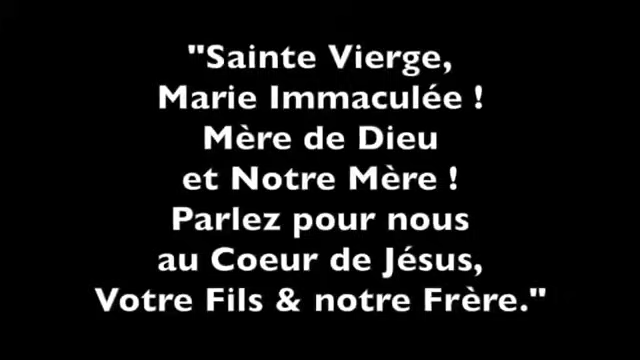 "Sainte Vierge,
Marie Immaculée !
Mère de Dieu
et Notre Mère !
Parlez pour nous
au Coeur de Jésus,
Votre Fils & notre Frère."